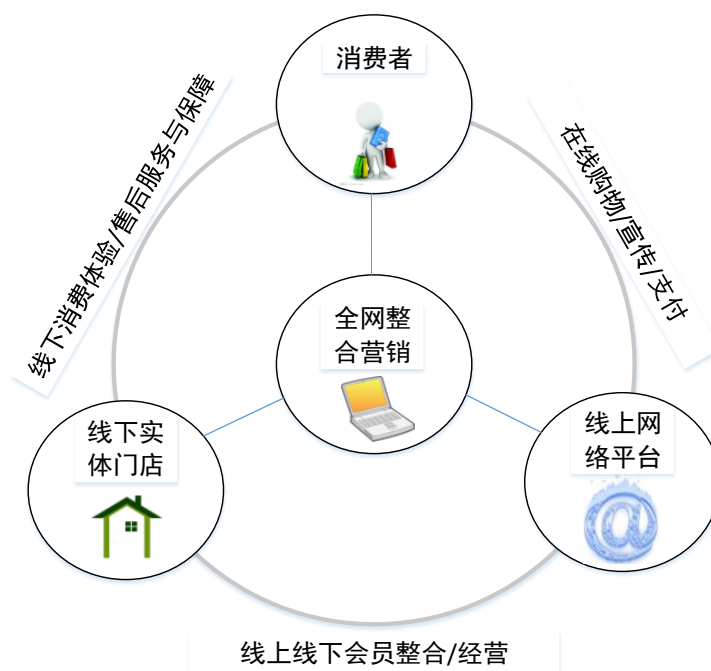 消费者
线下消费体验/售后服务与保障
在线购物/宣传/支付
全网整
合营销
线下实
体门店
线上网
络平台
@
线上线下会员整合/经营